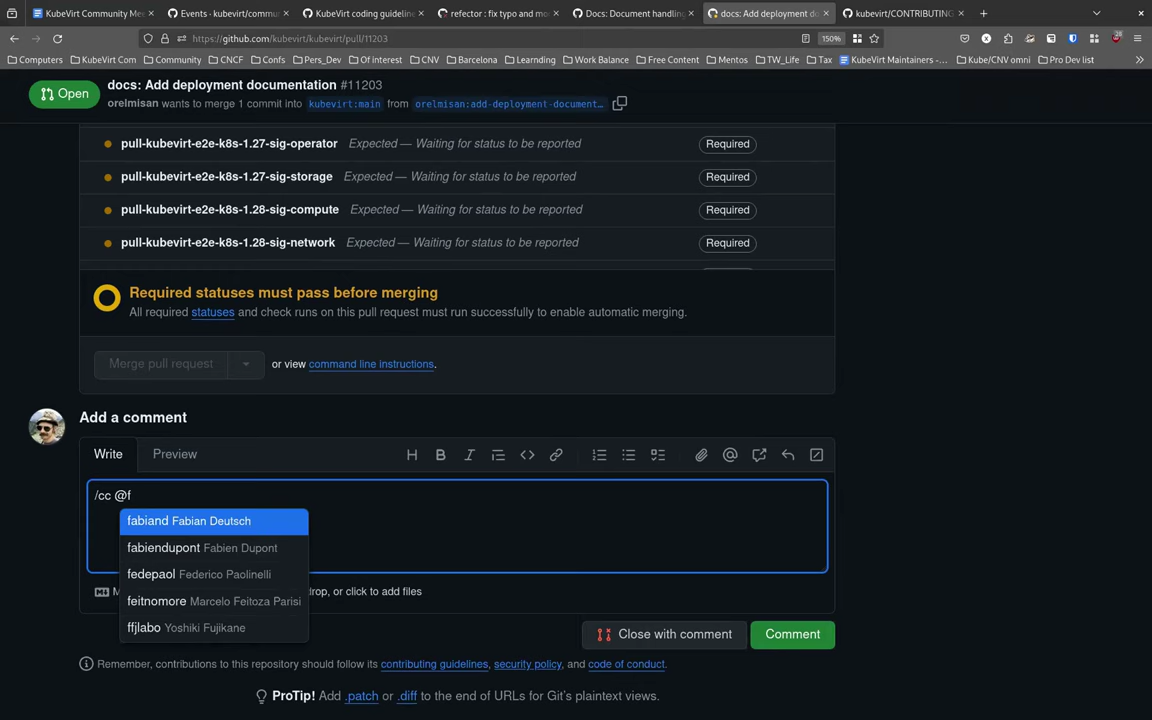 KubeVirt Community Mee
Events · kubevirt/commu
KubeVirt coding guideline
refactor : fix typo and mo
Docs: Document handling
docs: Add deployment do
kubevirt/CONTRIBUTING
https://github.com/kubevirt/kubevirt/pull/11203
150%
28
Computers
KubeVirt Com
Community
CNCF
Confs
Pers_Dev
Of interest
CNV
Barcelona
Learnding
Work Balance
Free Content
Mentos
TW_Life
Tax
KubeVirt Maintainers -...
Kube/CNV omni
Pro Dev list
Open
docs: Add deployment documentation #11203
orelmisan wants to merge 1 commit into kubevirt:main from orelmisan:add-deployment-document…
pull-kubevirt-e2e-k8s-1.27-sig-operator Expected — Waiting for status to be reported Required
pull-kubevirt-e2e-k8s-1.27-sig-storage Expected — Waiting for status to be reported Required
pull-kubevirt-e2e-k8s-1.28-sig-compute Expected — Waiting for status to be reported Required
pull-kubevirt-e2e-k8s-1.28-sig-network Expected — Waiting for status to be reported Required
Required statuses must pass before merging
All required statuses and check runs on this pull request must run successfully to enable automatic merging.
Merge pull request or view command line instructions.
Add a comment
Write Preview
/cc @f
fabiand Fabian Deutsch
fabiendupont Fabien Dupont
fedepaol Federico Paolinelli
M drop, or click to add files
feitnomore Marcelo Feitoza Parisi
ffjlabo Yoshiki Fujikane
Close with comment Comment
Remember, contributions to this repository should follow its contributing guidelines, security policy, and code of conduct.
ProTip! Add .patch or .diff to the end of URLs for Git's plaintext views.